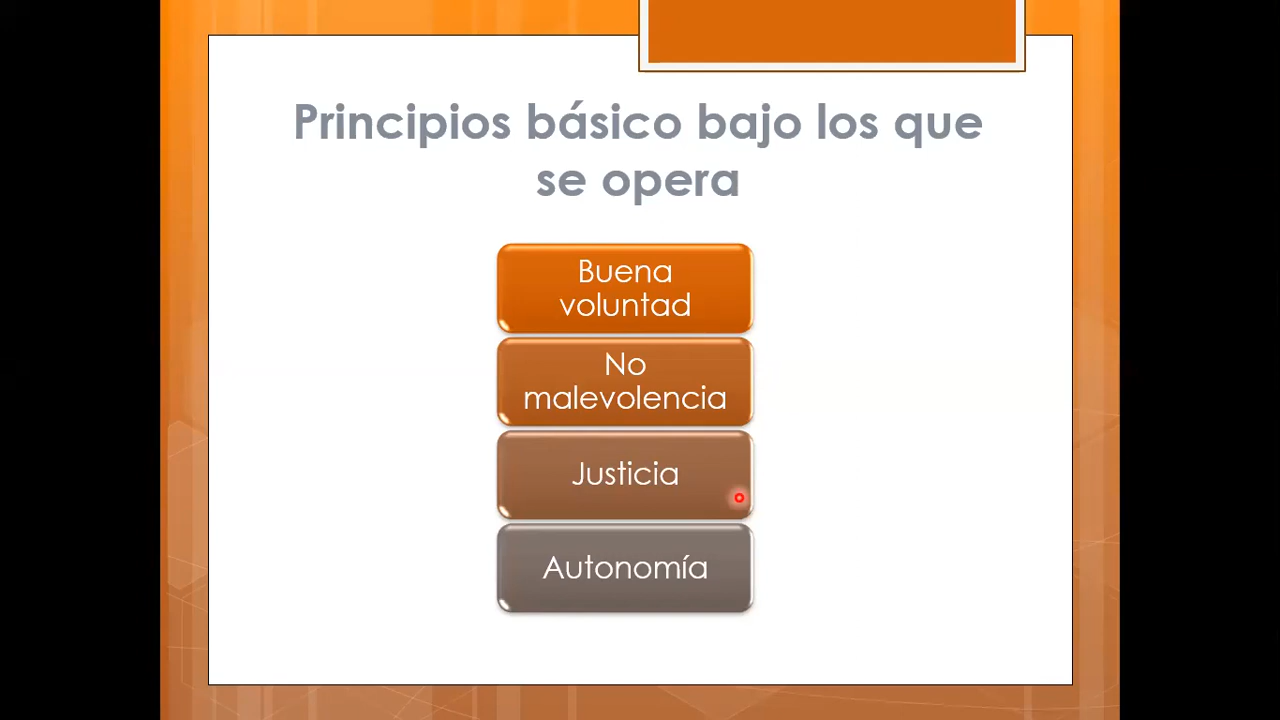 Principios básico bajo los que
se opera
Buena
voluntad
No
malevolencia
Justicia
Autonomía